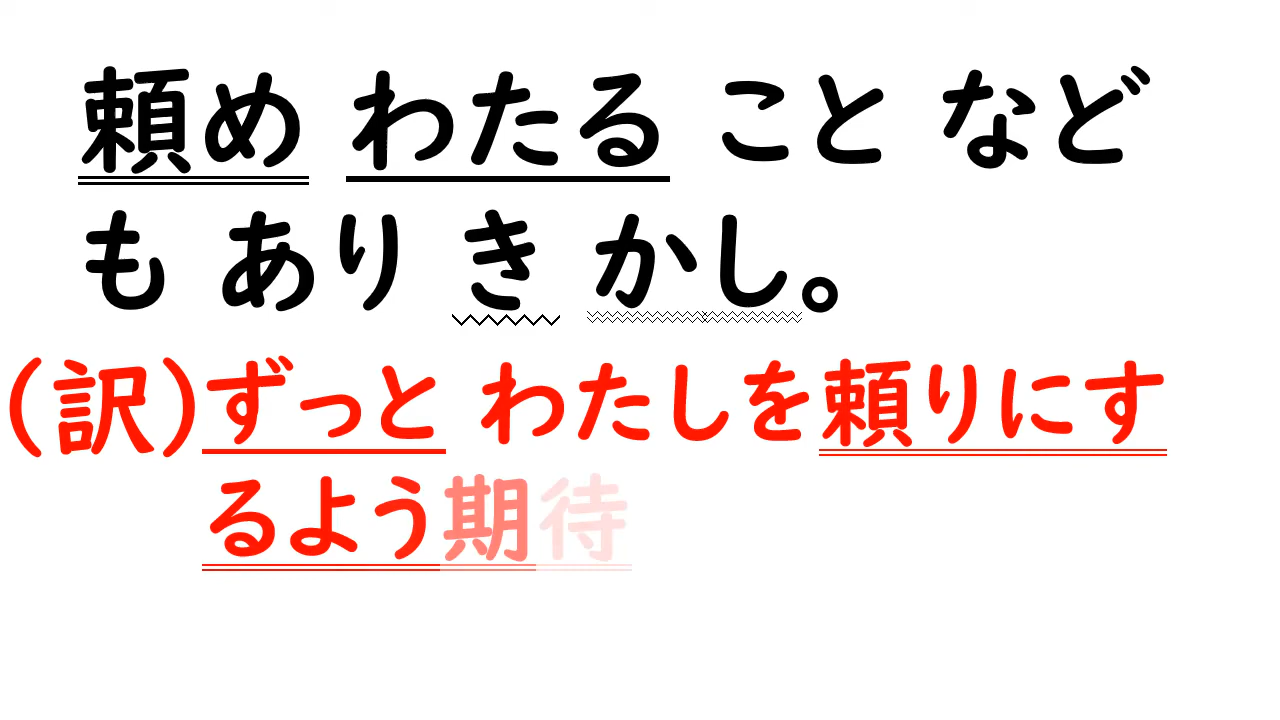 頼め わたる こと など
も あり き かし。
(訳)ずっと わたしを頼りにす
るよう期待